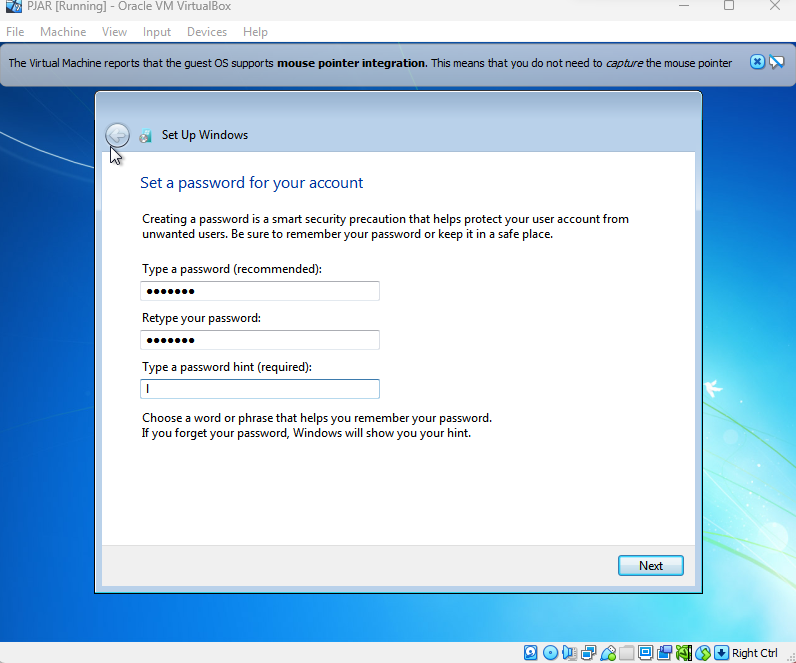 PJAR [Running] - Oracle VM VirtualBox
File Machine View Input Devices Help
The Virtual Machine reports that the guest OS supports mouse pointer integration. This means that you do not need to capture the mouse pointer
Set Up Windows
Set a password for your account
Creating a password is a smart security precaution that helps protect your user account from
unwanted users. Be sure to remember your password or keep it in a safe place.
Type a password (recommended):
●●●●●●●
Retype your password:
●●●●●●●
Type a password hint (required):
Choose a word or phrase that helps you remember your password.
If you forget your password, Windows will show you your hint.
Next
Right Ctrl